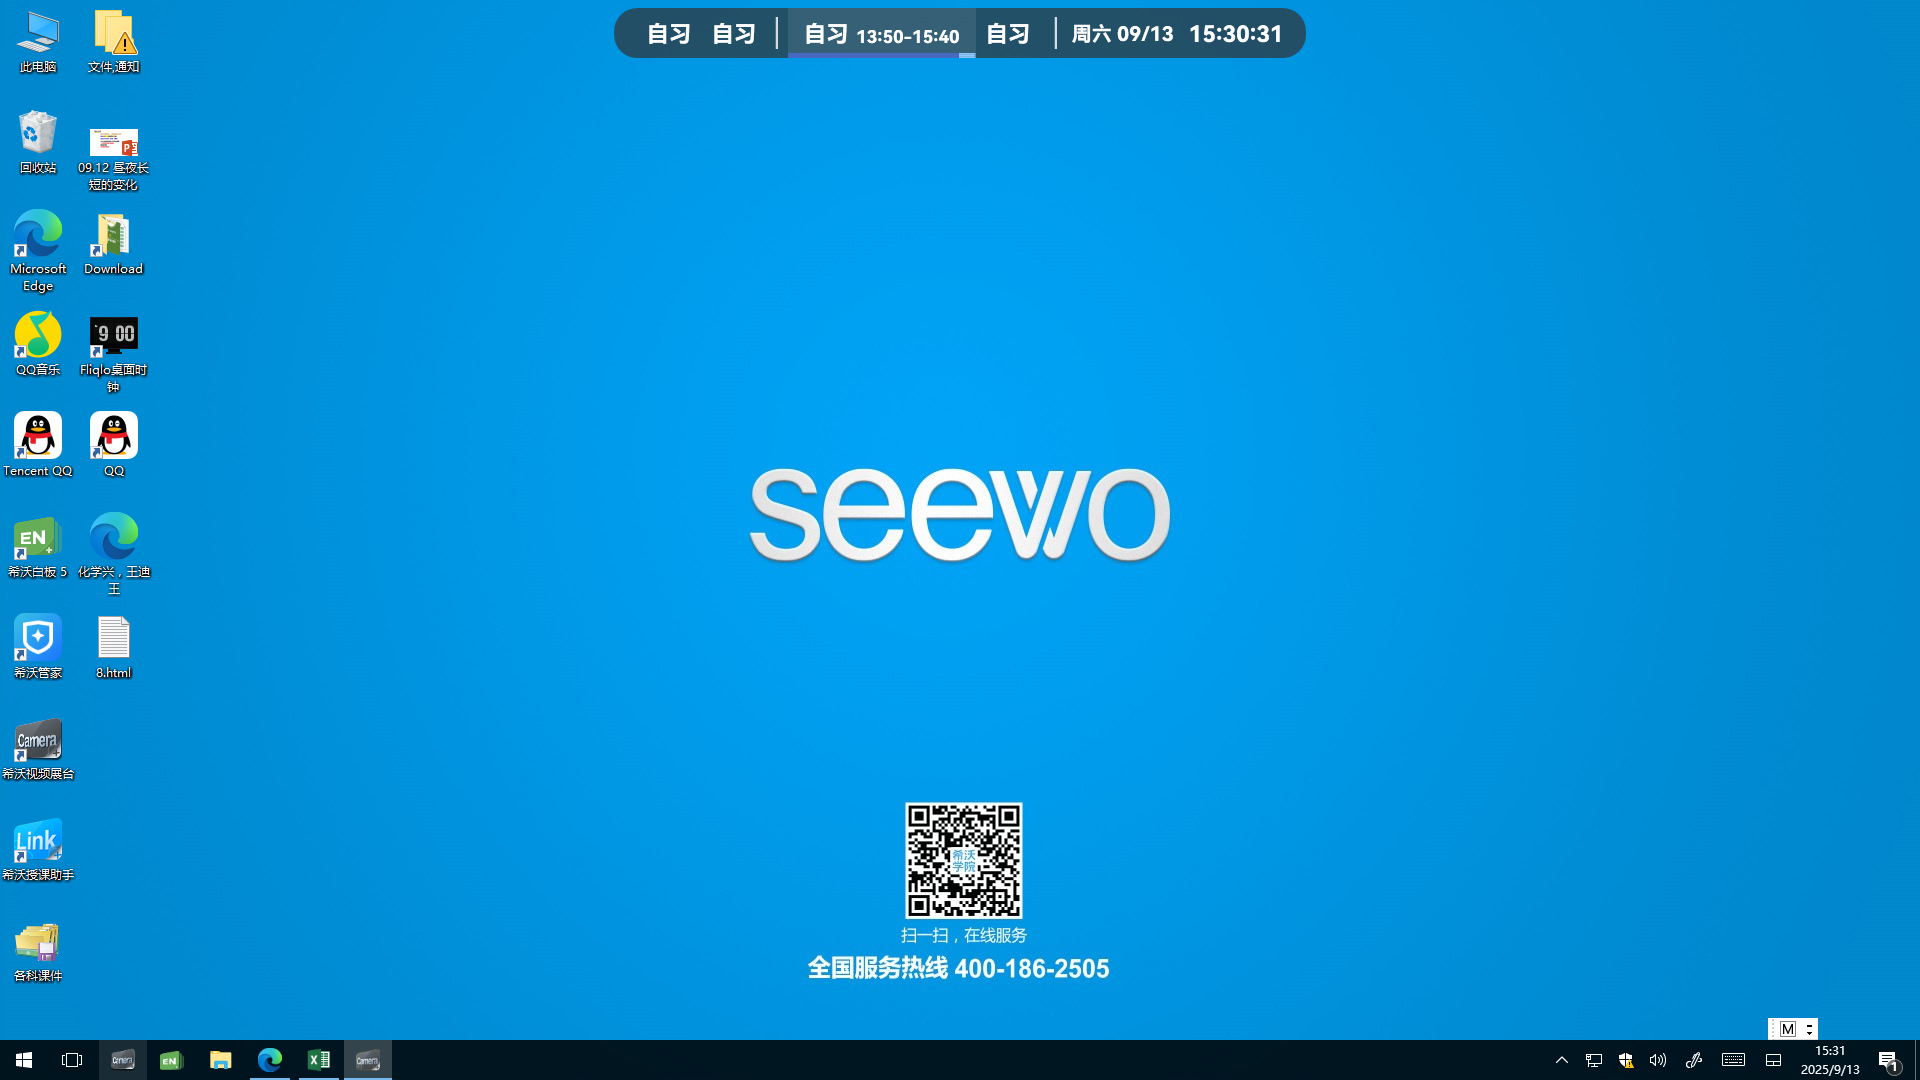 自习 自习 自习 13:50-15:40 自习 周六 09/13 15:30:31
此电脑
文件,通知
回收站
09.12 昼夜长
短的变化
Microsoft
Edge
Download
QQ音乐
9 00
Fliqlo桌面时
钟
Tencent QQ
QQ
EN
希沃白板 5
化学兴，王迪
王
希沃管家
8.html
Camera
希沃视频展台
Link
希沃授课助手
各科课件
seewo
希沃
学院
扫一扫，在线服务
全国服务热线 400-186-2505
M
Camera
EN
Camera
15:31
2025/9/13
1